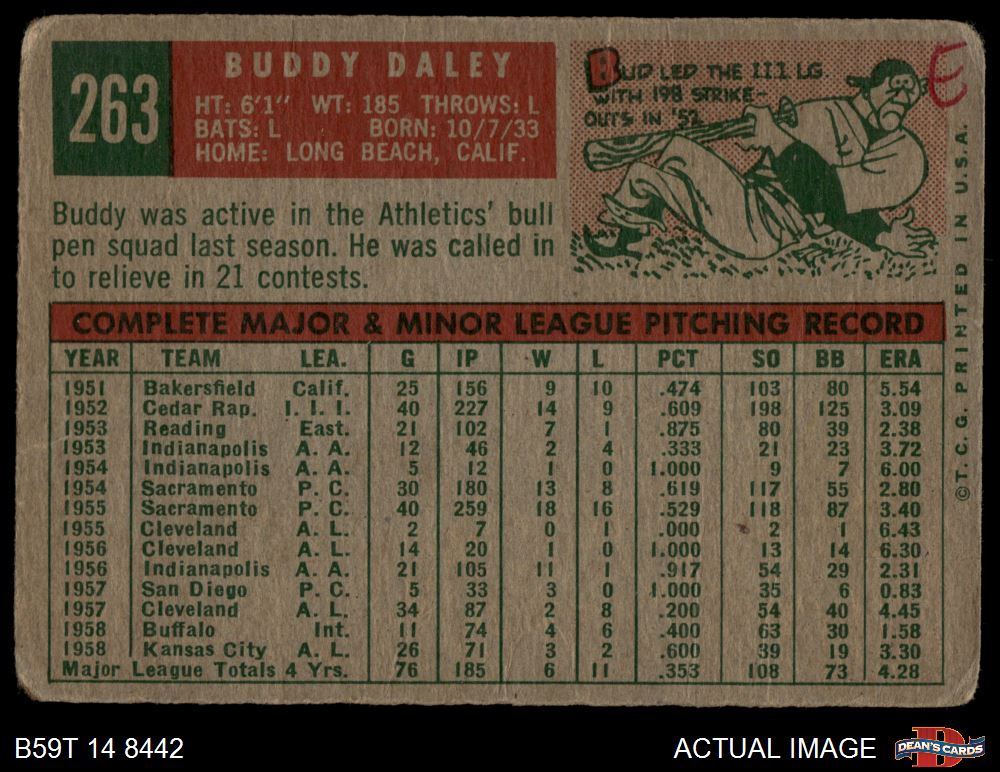 263
BUDDY DALEY
HT: 6'1" WT: 185 THROWS: L
BATS: L BORN: 10/7/33
HOME: LONG BEACH, CALIF.
BUD LED THE III LG.
WITH 198 STRIKE-
OUTS IN '52.
E
Buddy was active in the Athletics' bull
pen squad last season. He was called in
to relieve in 21 contests.
COMPLETE MAJOR & MINOR LEAGUE PITCHING RECORD
YEAR TEAM LEA. G IP W L PCT SO BB ERA
1951 Bakersfield Calif. 25 156 9 10 .474 103 80 5.54
1952 Cedar Rap. I. I. I. 40 227 14 9 .609 198 125 3.09
1953 Reading East. 21 102 7 1 .875 80 39 2.38
1953 Indianapolis A. A. 12 46 2 4 .333 21 23 3.72
1954 Indianapolis A. A. 5 12 1 0 1.000 9 7 6.00
1954 Sacramento P. C. 30 180 13 8 .619 117 55 2.80
1955 Sacramento P. C. 40 259 18 16 .529 118 87 3.40
1955 Cleveland A. L. 2 7 0 1 .000 2 1 6.43
1956 Cleveland A. L. 14 20 1 0 1.000 13 14 6.30
1956 Indianapolis A. A. 21 105 11 1 .917 54 29 2.31
1957 San Diego P. C. 5 33 3 0 1.000 35 6 0.83
1957 Cleveland A. L. 34 87 2 8 .200 54 40 4.45
1958 Buffalo Int. 11 74 4 6 .400 63 30 1.58
1958 Kansas City A. L. 26 71 3 2 .600 39 19 3.30
Major League Totals 4 Yrs. 76 185 6 11 .353 108 73 4.28
©T. C. G. PRINTED IN U.S.A.
B59T 14 8442
ACTUAL IMAGE
DEAN'S CARDS